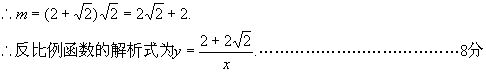 ∴ m = (2 + √2)√2 = 2√2 + 2.
∴反比例函数的解析式为y = (2 + 2√2)/x.…………………………………8分